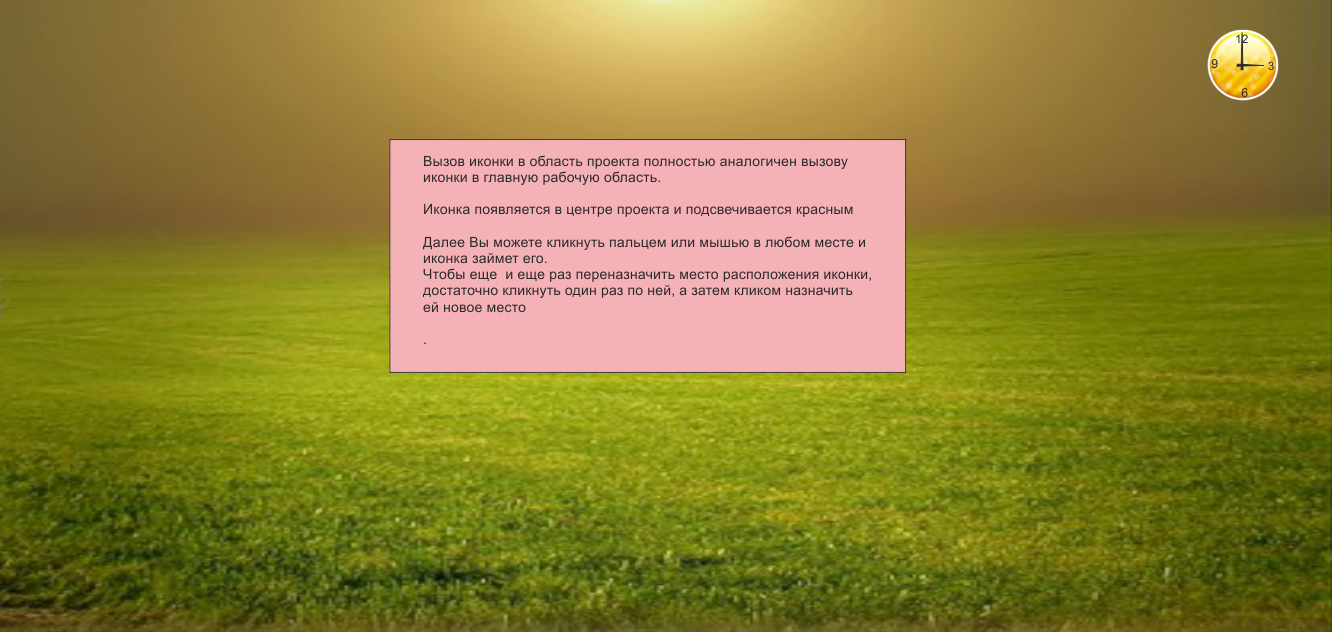 12
9
3
6
Вызов иконки в область проекта полностью аналогичен вызову
иконки в главную рабочую область.
Иконка появляется в центре проекта и подсвечивается красным
Далее Вы можете кликнуть пальцем или мышью в любом месте и
иконка займет его.
Чтобы еще  и еще раз переназначить место расположения иконки,
достаточно кликнуть один раз по ней, а затем кликом назначить
ей новое место
.